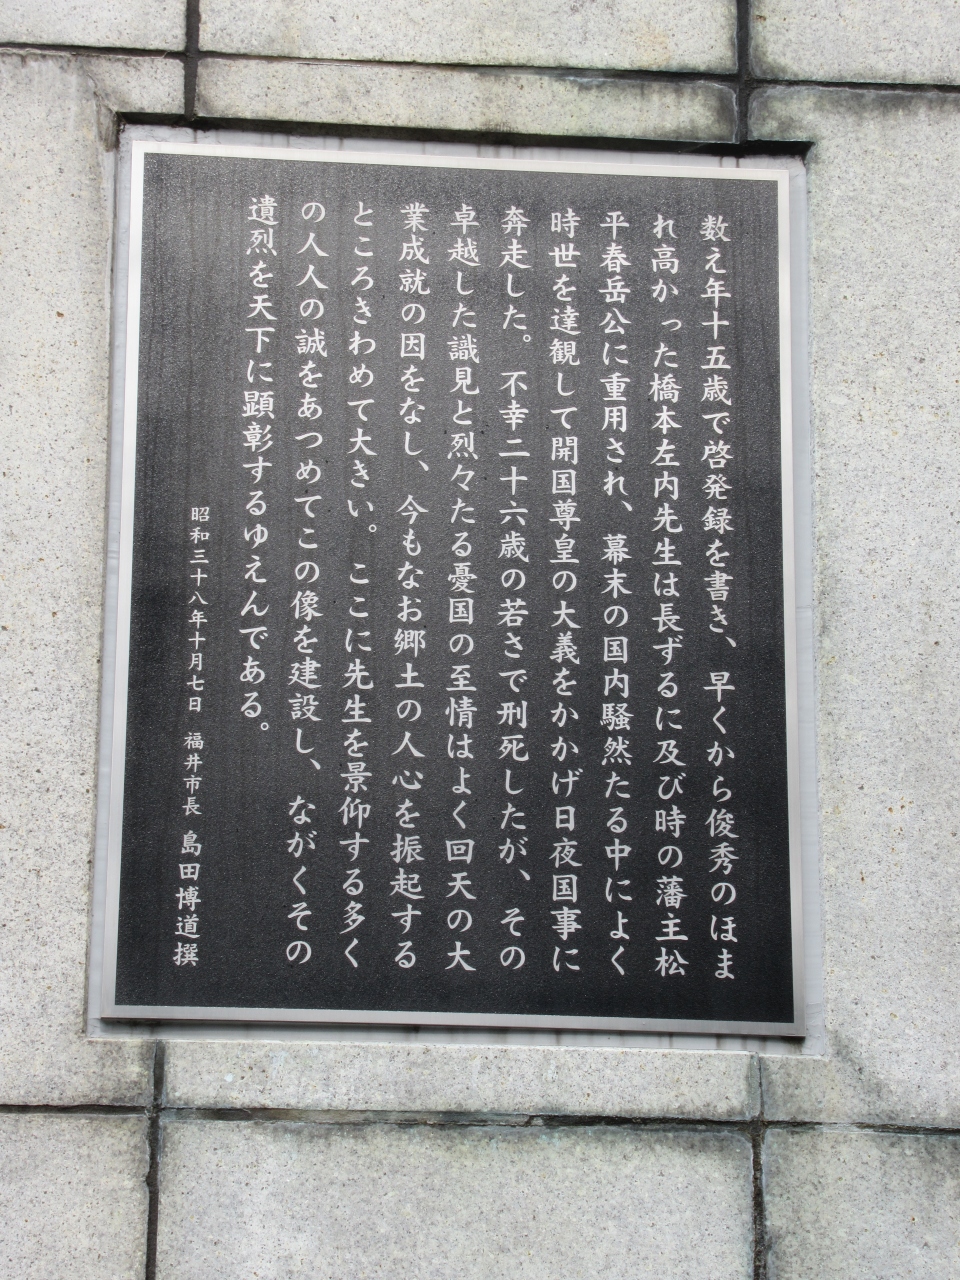 数え年十五歳で啓発録を書き、早くから俊秀のほま
れ高かった橋本左内先生は長ずるに及び時の藩主松
平春岳公に重用され、幕末の国内騒然たる中によく
時世を達観して開国尊皇の大義をかかげ日夜国事に
奔走した。不幸二十六歳の若さで刑死したが、その
卓越した識見と烈々たる憂国の至情はよく回天の大
業成就の因をなし、今もなお郷土の人心を振起する
ところきわめて大きい。ここに先生を景仰する多く
の人人の誠をあつめてこの像を建設し、ながくその
遺烈を天下に顕彰するゆえんである。
昭和三十八年十月七日 福井市長 島田博道撰